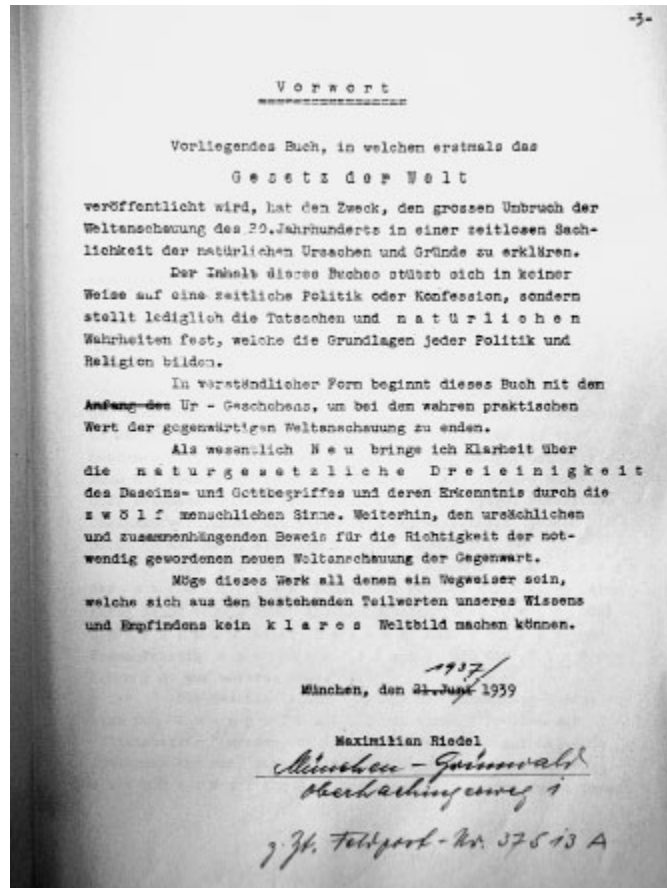 -3-
V o r w o r t
Vorliegendes Buch, in welchem erstmals das
G e s e t z d e r W e l t
veröffentlicht wird, hat den Zweck, den grossen Umbruch der
Weltanschauung des 20.Jahrhunderts in einer zeitlosen Sach-
lichkeit der natürlichen Ursachen und Gründe zu erklären.
Der Inhalt dieses Buches stützt sich in keiner
Weise auf eine zeitliche Politik oder Konfession, sondern
stellt lediglich die Tatsachen und n a t ü r l i c h e n
Wahrheiten fest, welche die Grundlagen jeder Politik und
Religion bilden.
In verständlicher Form beginnt dieses Buch mit dem
Anfang des Ur - Geschehens, um bei dem wahren praktischen
Wert der gegenwärtigen Weltanschauung zu enden.
Als wesentlich N e u bringe ich Klarheit über
die n a t u r g e s e t z l i c h e D r e i e i n i g k e i t
des Daseins- und Gottbegriffes und deren Erkenntnis durch die
z w ö l f menschlichen Sinne. Weiterhin, den ursächlichen
und zusammenhängenden Beweis für die Richtigkeit der not-
wendig gewordenen neuen Weltanschauung der Gegenwart.
Möge dieses Werk all denen ein Wegweiser sein,
welche sich aus den bestehenden Teilwerten unseres Wissens
und Empfindens kein k l a r e s Weltbild machen können.
1937/
München, den 21.Juni 1939
Maximilian Riedel
München - Grünwald
Oberhachingerweg 1
z. Zt. Feldpost - Nr. 37513 A